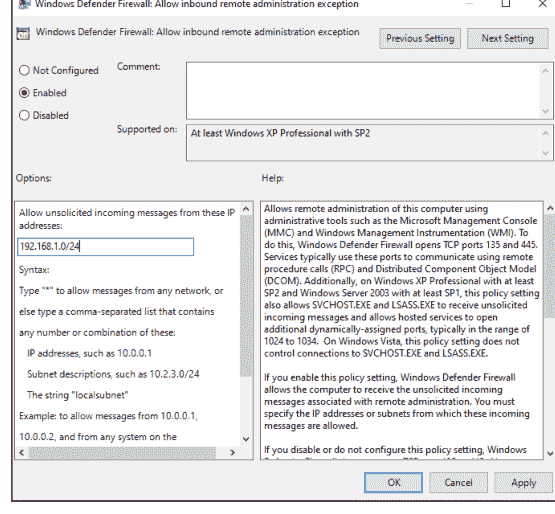 Windows Defender Firewall: Allow inbound remote administration exception
Windows Defender Firewall: Allow inbound remote administration exception
Previous Setting
Next Setting
Not Configured
Comment:
Enabled
Disabled
Supported on:
At least Windows XP Professional with SP2
Options:
Help:
Allow unsolicited incoming messages from these IP
addresses:
192.168.1.0/24
Syntax:
Type "*" to allow messages from any network, or
else type a comma-separated list that contains
any number or combination of these:
IP addresses, such as 10.0.0.1
Subnet descriptions, such as 10.2.3.0/24
The string "localsubnet"
Example: to allow messages from 10.0.0.1,
10.0.0.2, and from any system on the
Allows remote administration of this computer using
administrative tools such as the Microsoft Management Console
(MMC) and Windows Management Instrumentation (WMI). To
do this, Windows Defender Firewall opens TCP ports 135 and 445.
Services typically use these ports to communicate using remote
procedure calls (RPC) and Distributed Component Object Model
(DCOM). Additionally, on Windows XP Professional with at least
SP2 and Windows Server 2003 with at least SP1, this policy setting
also allows SVCHOST.EXE and LSASS.EXE to receive unsolicited
incoming messages and allows hosted services to open
additional dynamically-assigned ports, typically in the range of
1024 to 1034. On Windows Vista, this policy setting does not
control connections to SVCHOST.EXE and LSASS.EXE.
If you enable this policy setting, Windows Defender Firewall
allows the computer to receive the unsolicited incoming
messages associated with remote administration. You must
specify the IP addresses or subnets from which these incoming
messages are allowed.
If you disable or do not configure this policy setting, Windows
OK
Cancel
Apply